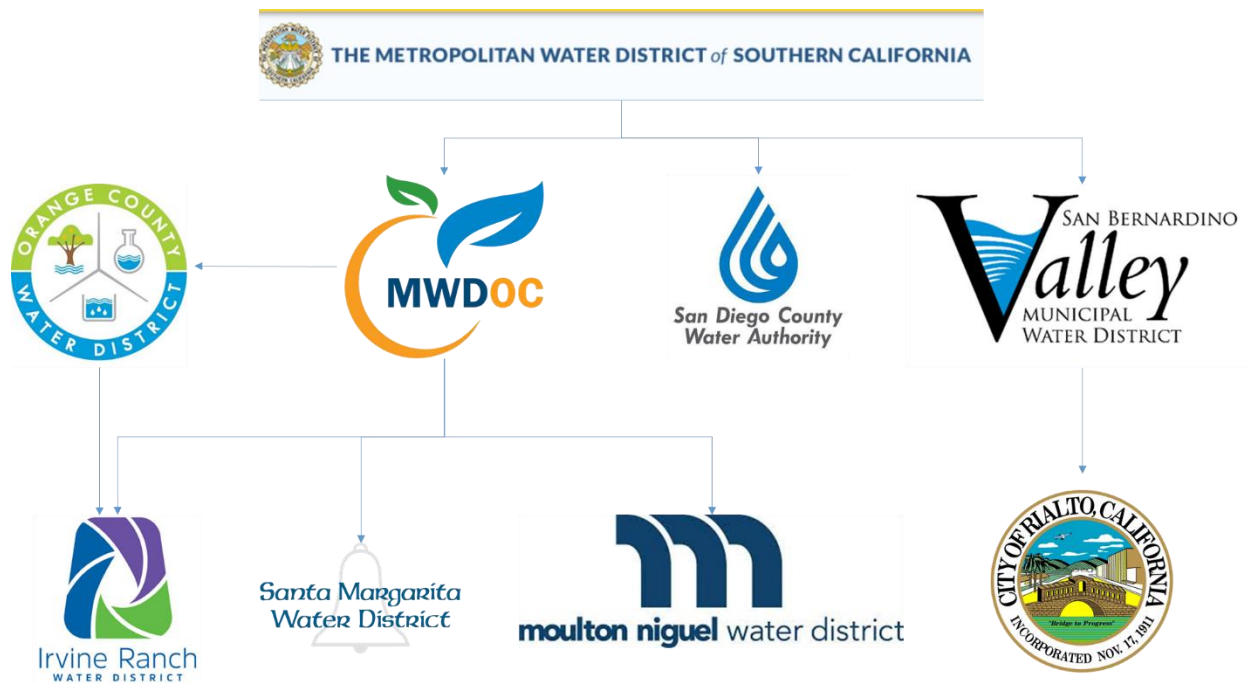 THE METROPOLITAN WATER DISTRICT of SOUTHERN CALIFORNIA
ORANGE COUNTY
WATER DISTRICT
MWDOC
San Diego County
Water Authority
SAN BERNARDINO
Valley
MUNICIPAL
WATER DISTRICT
Irvine Ranch
WATER DISTRICT
Santa Margarita
Water District
moulton niguel water district
CITY OF RIALTO, CALIFORNIA
"Bridge to Progress"
INCORPORATED NOV. 17, 1911